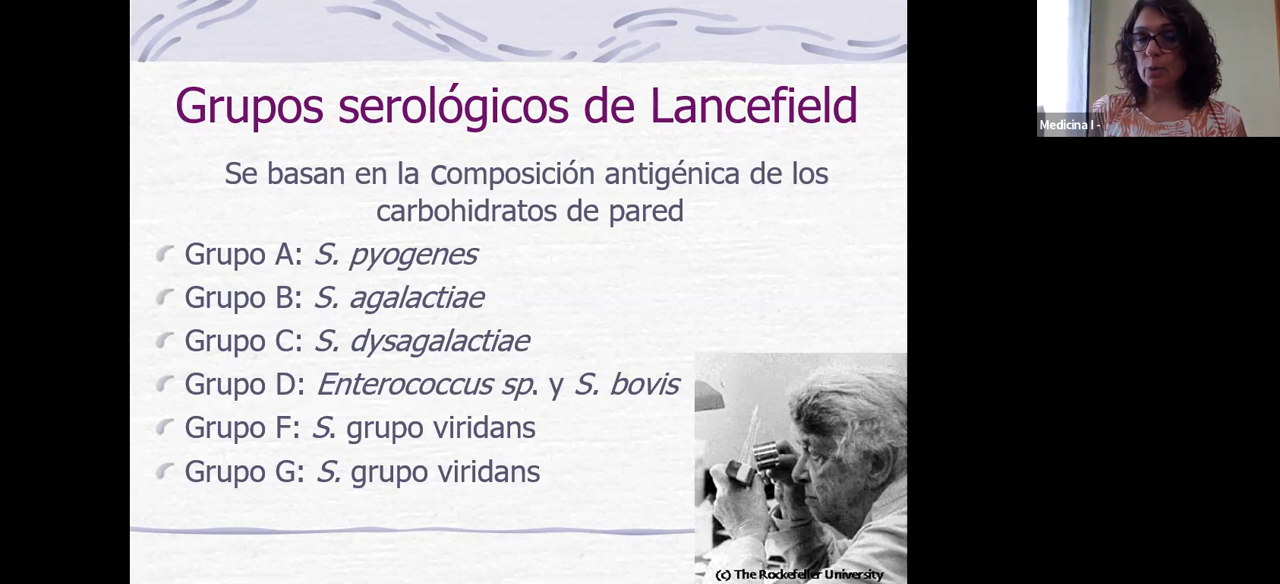 Grupos serológicos de Lancefield
Se basan en la composición antigénica de los
carbohidratos de pared
Grupo A: S. pyogenes
Grupo B: S. agalactiae
Grupo C: S. dysagalactiae
Grupo D: Enterococcus sp. y S. bovis
Grupo F: S. grupo viridans
Grupo G: S. grupo viridans
(c) The Rockefeller University
Medicina I -